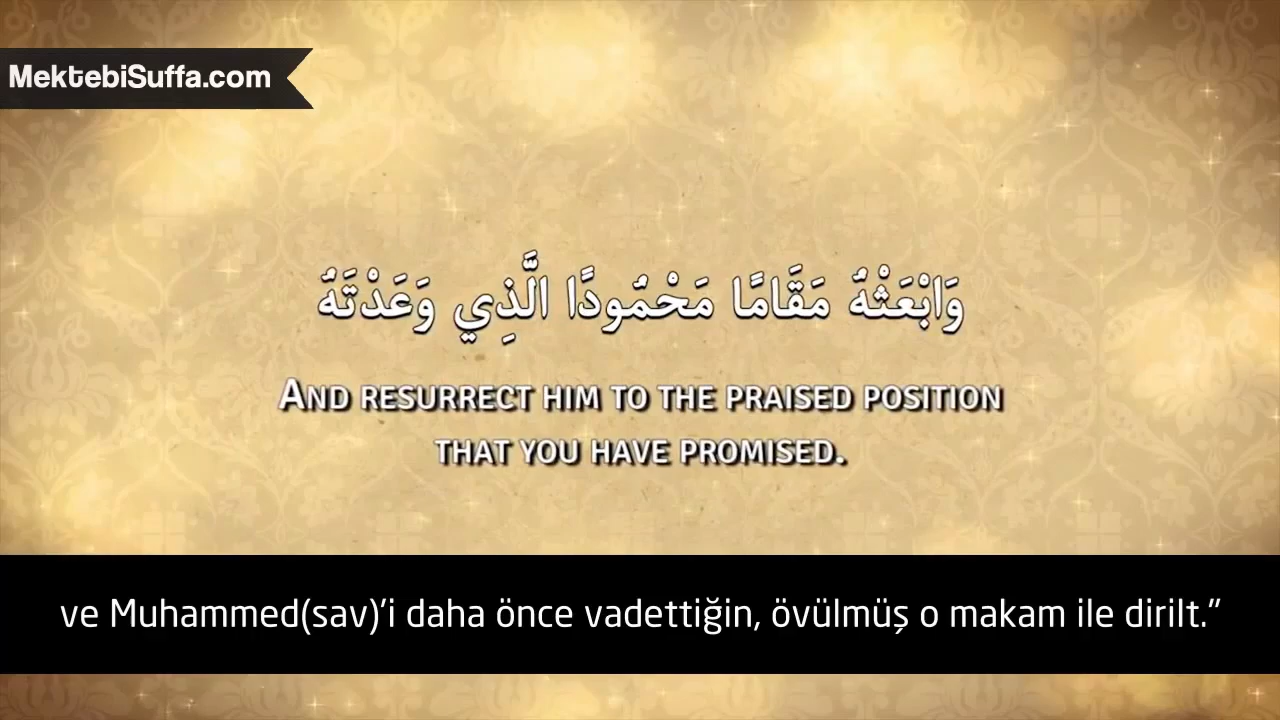 MektebiSuffa.com
وَابْعَثْهُ مَقَامًا مَحْمُودًا الَّذِي وَعَدْتَهُ
AND RESURRECT HIM TO THE PRAISED POSITION
THAT YOU HAVE PROMISED.
ve Muhammed(sav)’i daha önce vadettiğin, övülmüş o makam ile dirilt.”